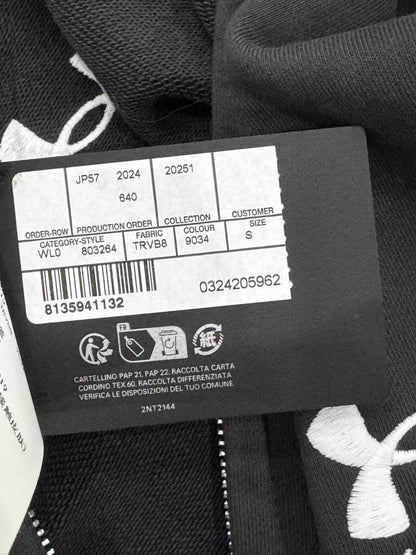 JP57 2024 20251
640
ORDER-ROW PRODUCTION ORDER COLLECTION CUSTOMER
CATEGORY-STYLE FABRIC COLOUR SIZE
WL0 803264 TRVB8 9034 S
8135941132
0324205962
FR
紙
CARTELLINO PAP 21, PAP 22. RACCOLTA CARTA
CORDINO TEX 60. RACCOLTA DIFFERENZIATA
VERIFICA LE DISPOSIZIONI DEL TUO COMUNE
2NT2144